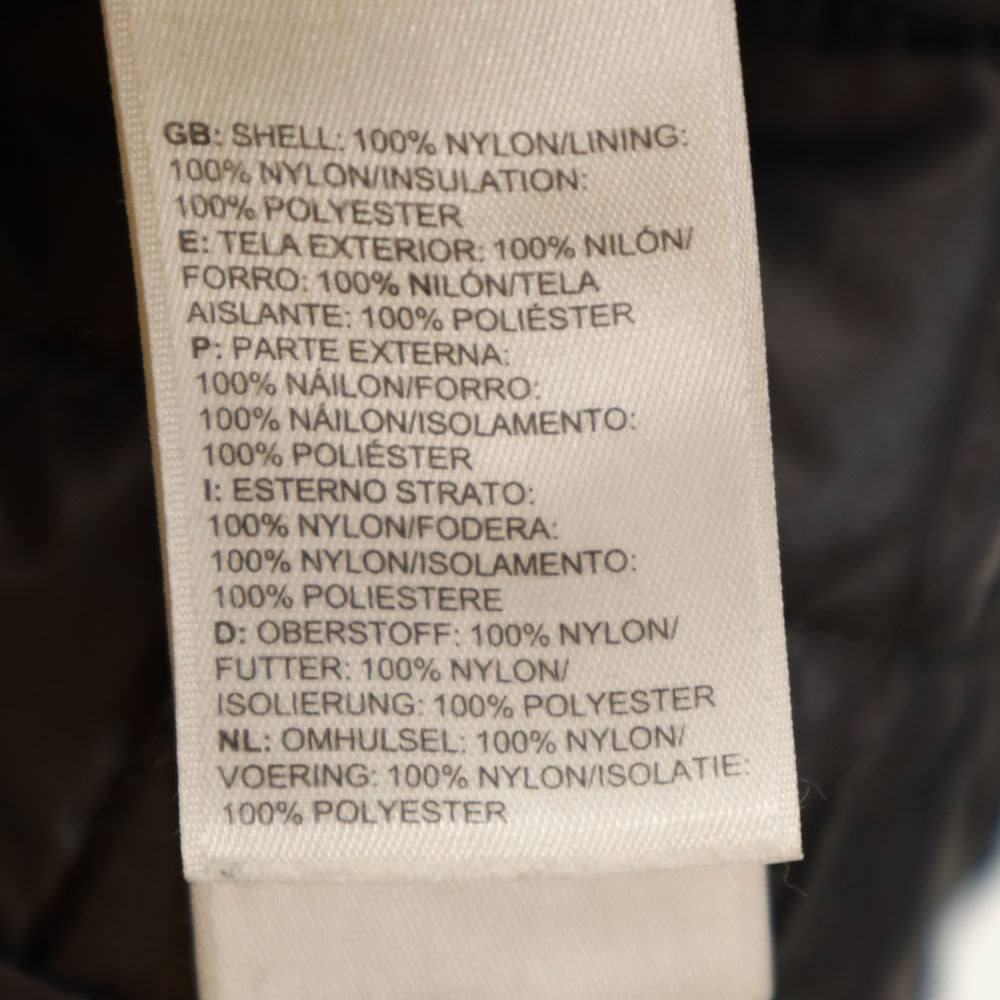 GB: SHELL: 100% NYLON/LINING:
100% NYLON/INSULATION:
100% POLYESTER
E: TELA EXTERIOR: 100% NILÓN/
FORRO: 100% NILÓN/TELA
AISLANTE: 100% POLIÉSTER
P: PARTE EXTERNA:
100% NÁILON/FORRO:
100% NÁILON/ISOLAMENTO:
100% POLIÉSTER
I: ESTERNO STRATO:
100% NYLON/FODERA:
100% NYLON/ISOLAMENTO:
100% POLIESTERE
D: OBERSTOFF: 100% NYLON/
FUTTER: 100% NYLON/
ISOLIERUNG: 100% POLYESTER
NL: OMHULSEL: 100% NYLON/
VOERING: 100% NYLON/ISOLATIE:
100% POLYESTER